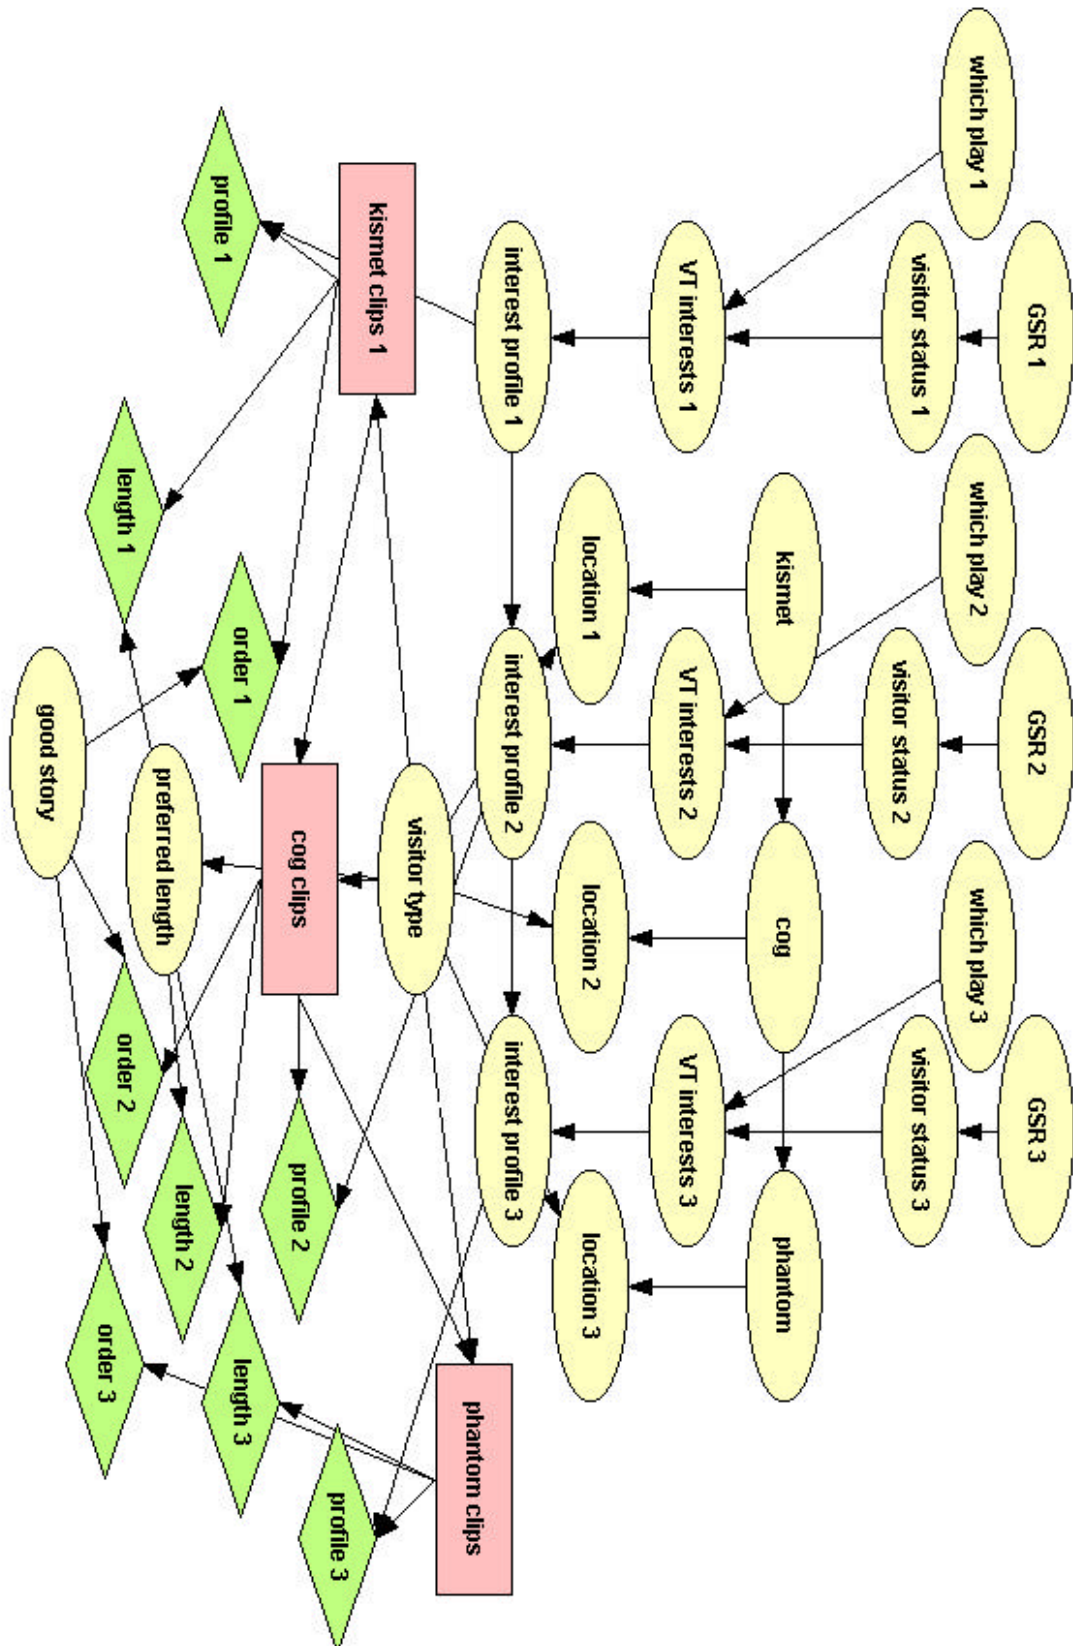 GSR 1
GSR 2
GSR 3
which play 1
which play 2
which play 3
visitor status 1
visitor status 2
visitor status 3
kismet
cog
phantom
VT interests 1
VT interests 2
VT interests 3
location 1
location 2
location 3
interest profile 1
interest profile 2
interest profile 3
visitor type
kismet clips 1
cog clips
phantom clips
profile 1
order 1
profile 2
profile 3
length 1
preferred length
length 2
length 3
good story
order 2
order 3